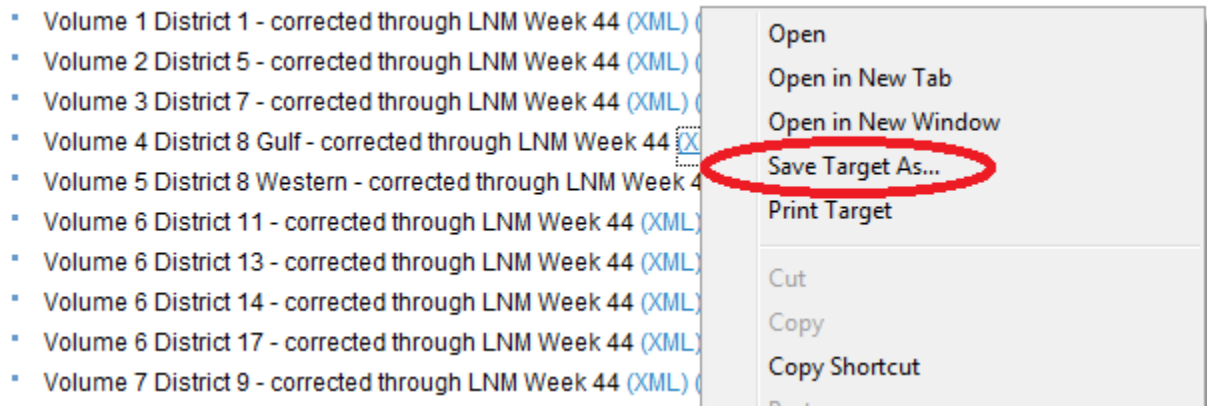 Volume 1 District 1 - corrected through LNM Week 44 (XML) (
Volume 2 District 5 - corrected through LNM Week 44 (XML) (
Volume 3 District 7 - corrected through LNM Week 44 (XML) (
Volume 4 District 8 Gulf - corrected through LNM Week 44 (X
Volume 5 District 8 Western - corrected through LNM Week 4
Volume 6 District 11 - corrected through LNM Week 44 (XML)
Volume 6 District 13 - corrected through LNM Week 44 (XML)
Volume 6 District 14 - corrected through LNM Week 44 (XML)
Volume 6 District 17 - corrected through LNM Week 44 (XML)
Volume 7 District 9 - corrected through LNM Week 44 (XML) (
Open
Open in New Tab
Open in New Window
Save Target As...
Print Target
Cut
Copy
Copy Shortcut